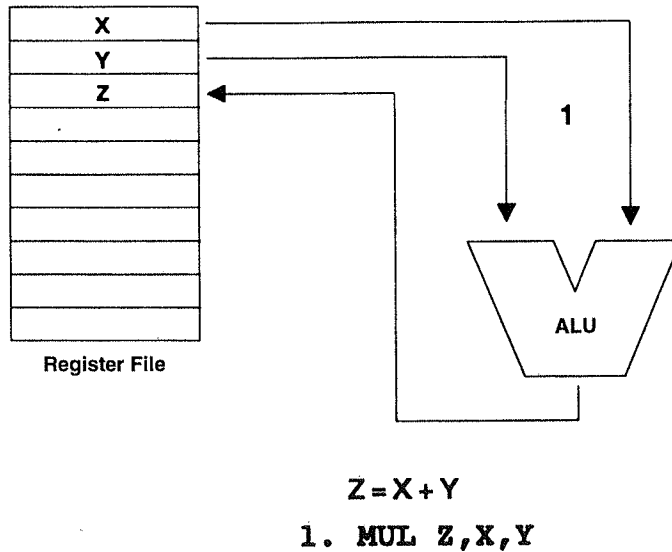 X
Y
Z
1
ALU
Register File
Z=X+Y
1. MUL Z,X,Y